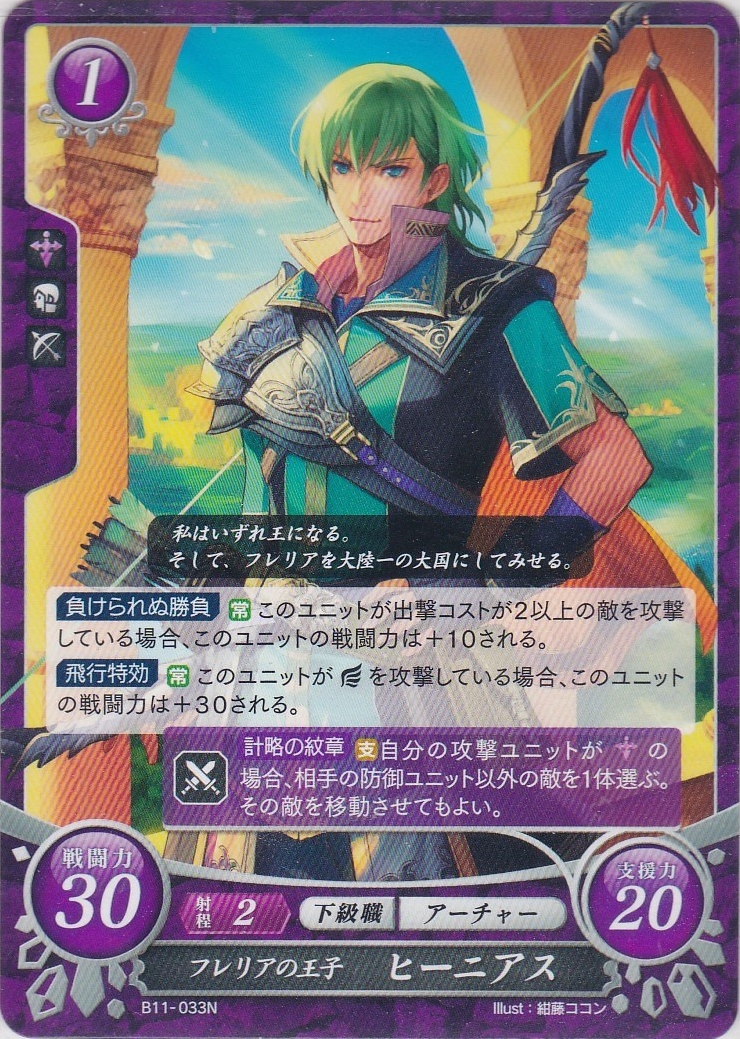 1
私はいずれ王になる。
そして、フレリアを大陸一の大国にしてみせる。
負けられぬ勝負 常 このユニットが出撃コストが2以上の敵を攻撃
している場合、このユニットの戦闘力は＋10される。
飛行特効 常 このユニットが を攻撃している場合、このユニット
の戦闘力は＋30される。
計略の紋章 支 自分の攻撃ユニットが の
場合、相手の防御ユニット以外の敵を1体選ぶ。
その敵を移動させてもよい。
戦闘力
30
射程 2
下級職 アーチャー
支援力
20
フレリアの王子 ヒーニアス
B11-033N
Illust：紺藤ココン